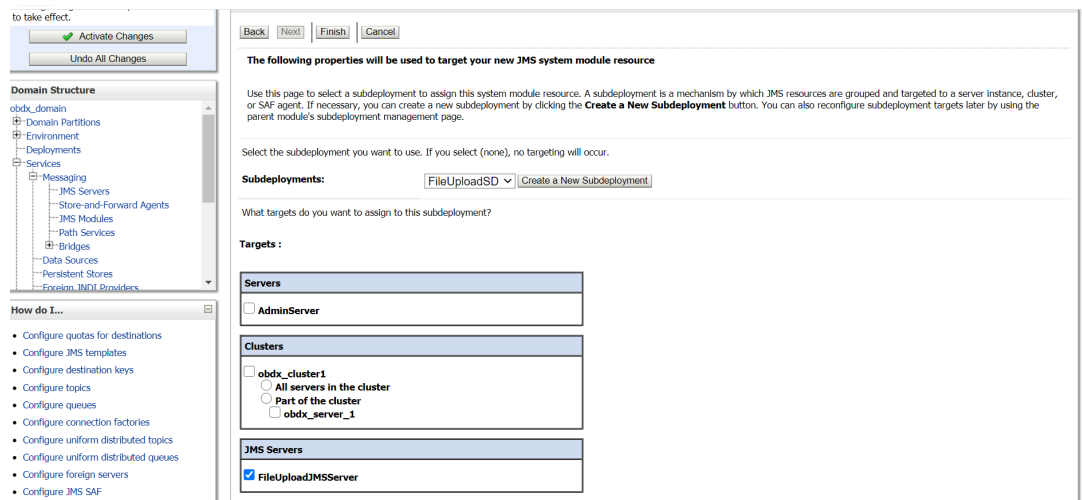 to take effect.
Activate Changes
Undo All Changes
Domain Structure
obdx_domain
Domain Partitions
Environment
Deployments
Services
Messaging
JMS Servers
Store-and-Forward Agents
JMS Modules
Path Services
Bridges
Data Sources
Persistent Stores
Foreign JNDI Providers
How do I...
Configure quotas for destinations
Configure JMS templates
Configure destination keys
Configure topics
Configure queues
Configure connection factories
Configure uniform distributed topics
Configure uniform distributed queues
Configure foreign servers
Configure JMS SAF
Back Next Finish Cancel
The following properties will be used to target your new JMS system module resource
Use this page to select a subdeployment to assign this system module resource. A subdeployment is a mechanism by which JMS resources are grouped and targeted to a server instance, cluster,
or SAF agent. If necessary, you can create a new subdeployment by clicking the Create a New Subdeployment button. You can also reconfigure subdeployment targets later by using the
parent module's subdeployment management page.
Select the subdeployment you want to use. If you select (none), no targeting will occur.
Subdeployments: FileUploadSD Create a New Subdeployment
What targets do you want to assign to this subdeployment?
Targets :
Servers
AdminServer
Clusters
obdx_cluster1
All servers in the cluster
Part of the cluster
obdx_server_1
JMS Servers
FileUploadJMSServer